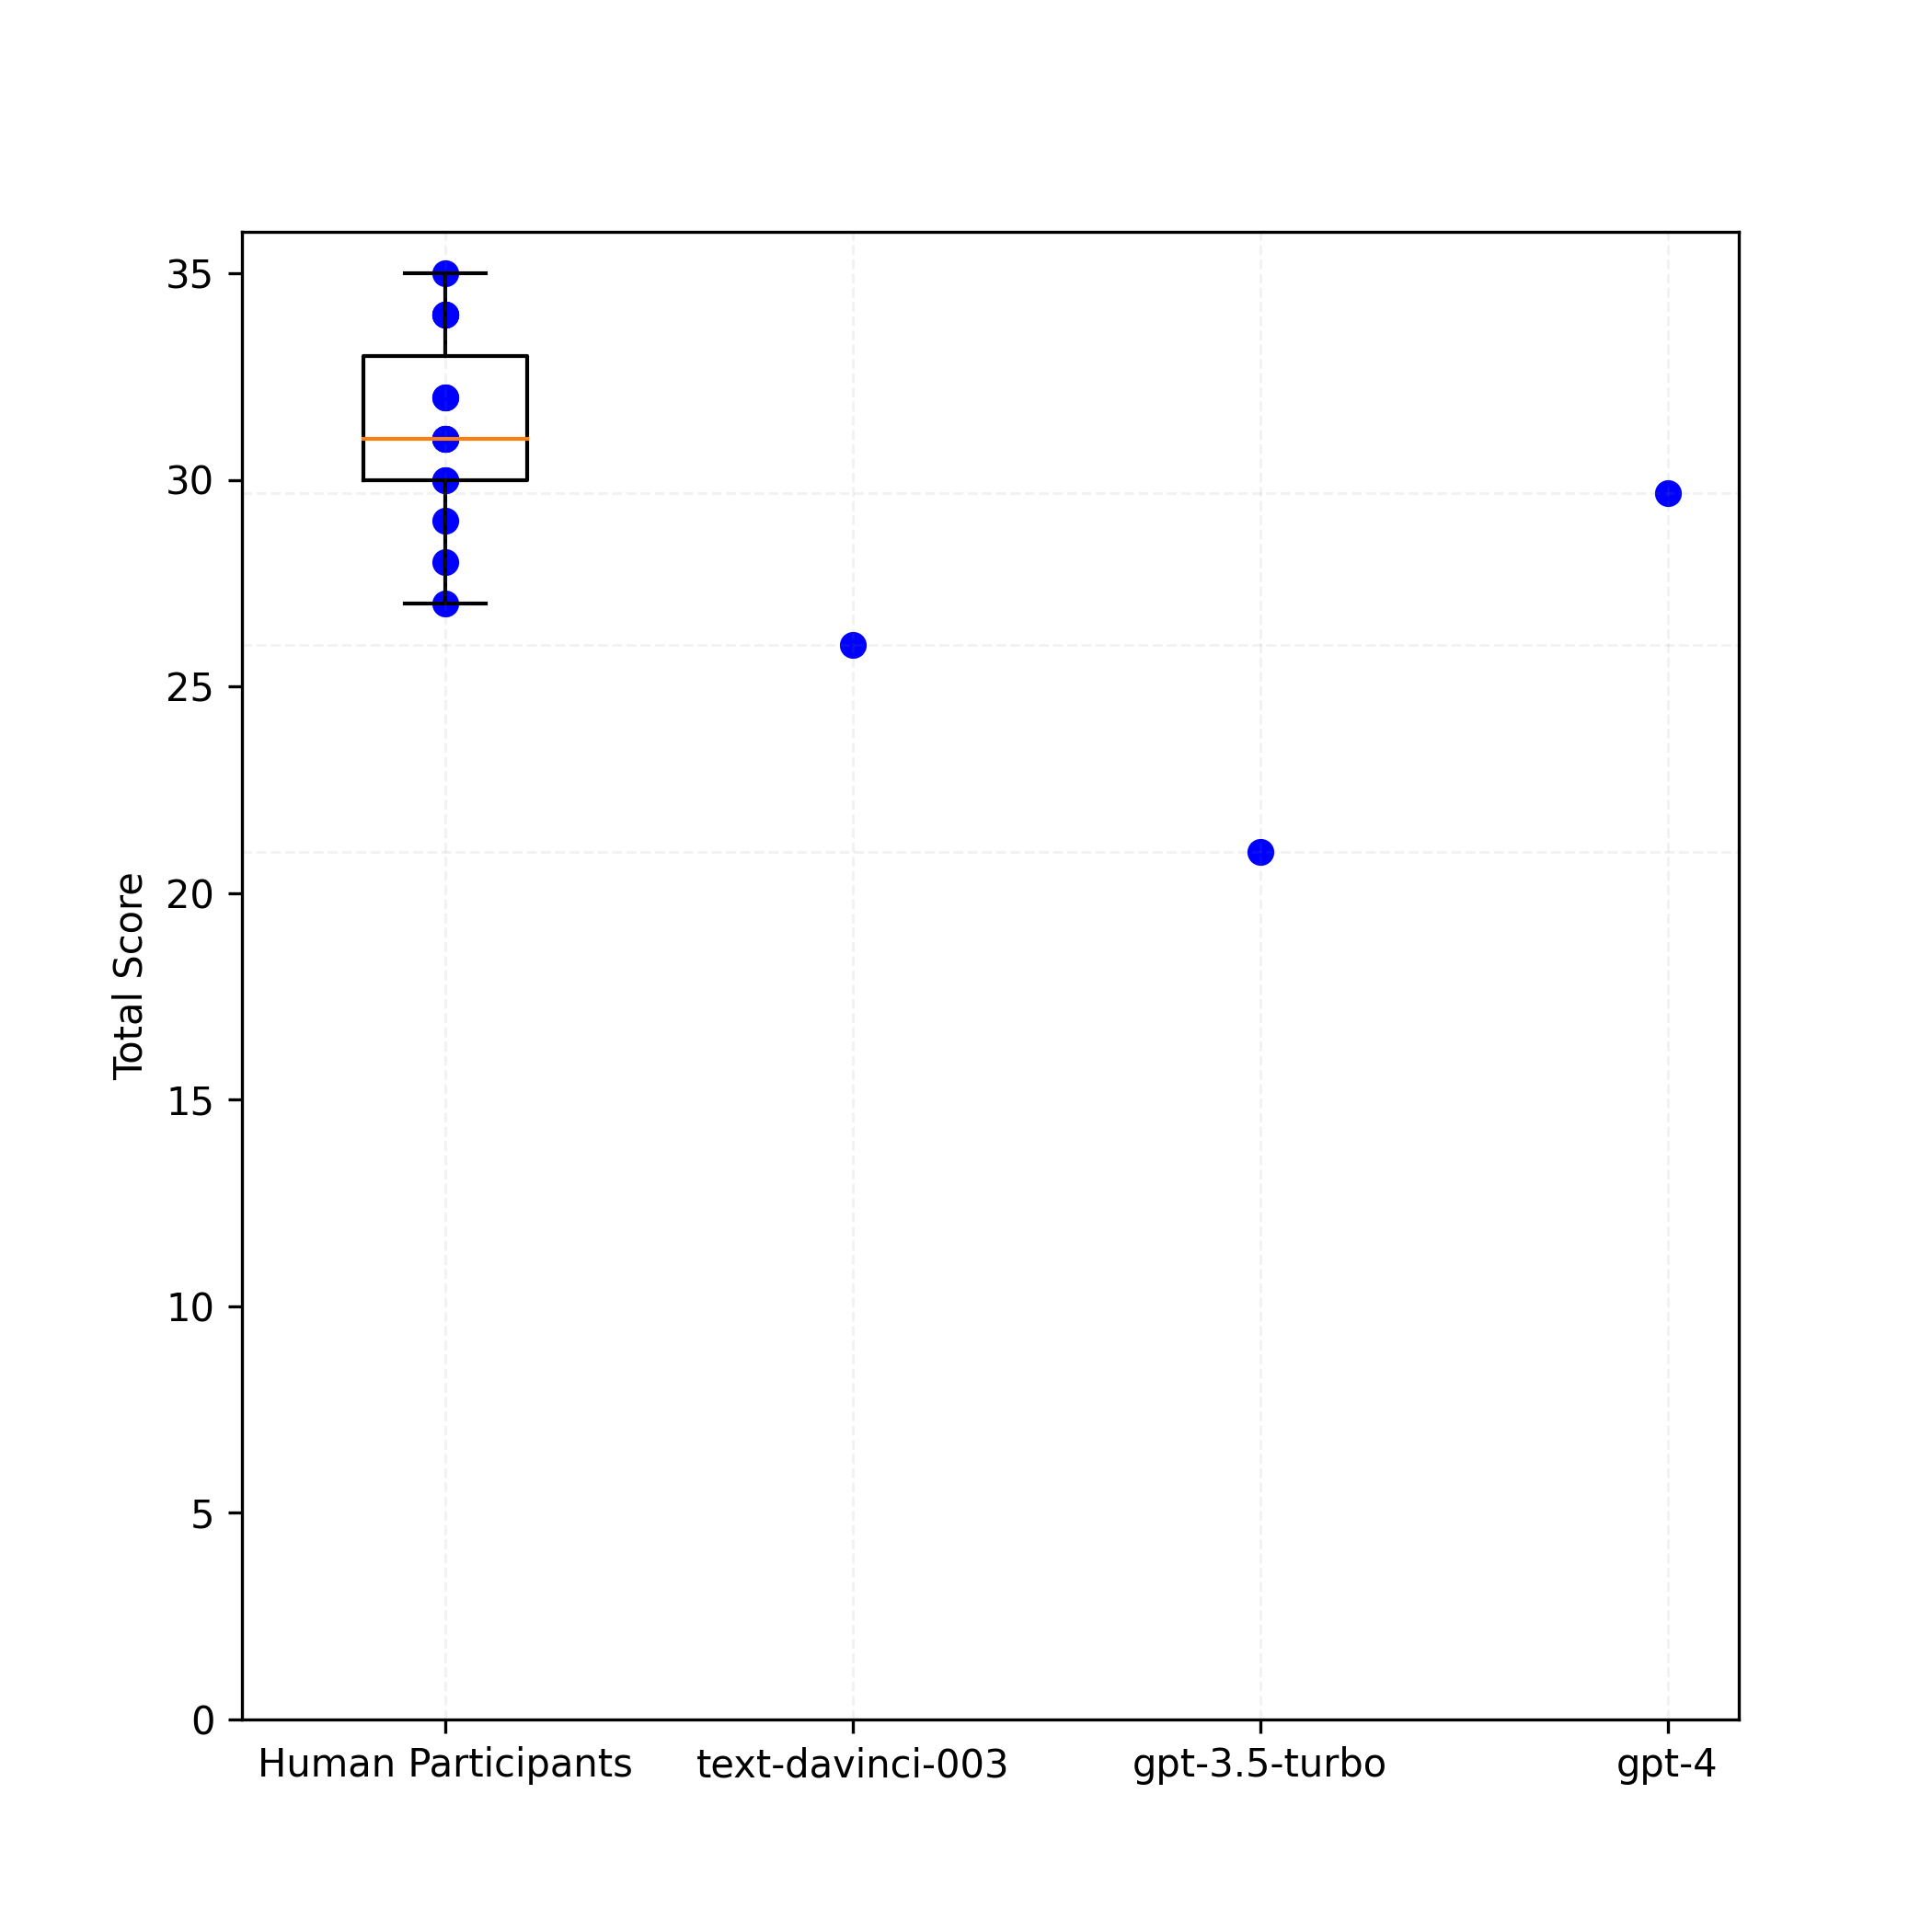 35
30
25
20
15
10
5
0
Total Score
Human Participants
text-davinci-003
gpt-3.5-turbo
gpt-4